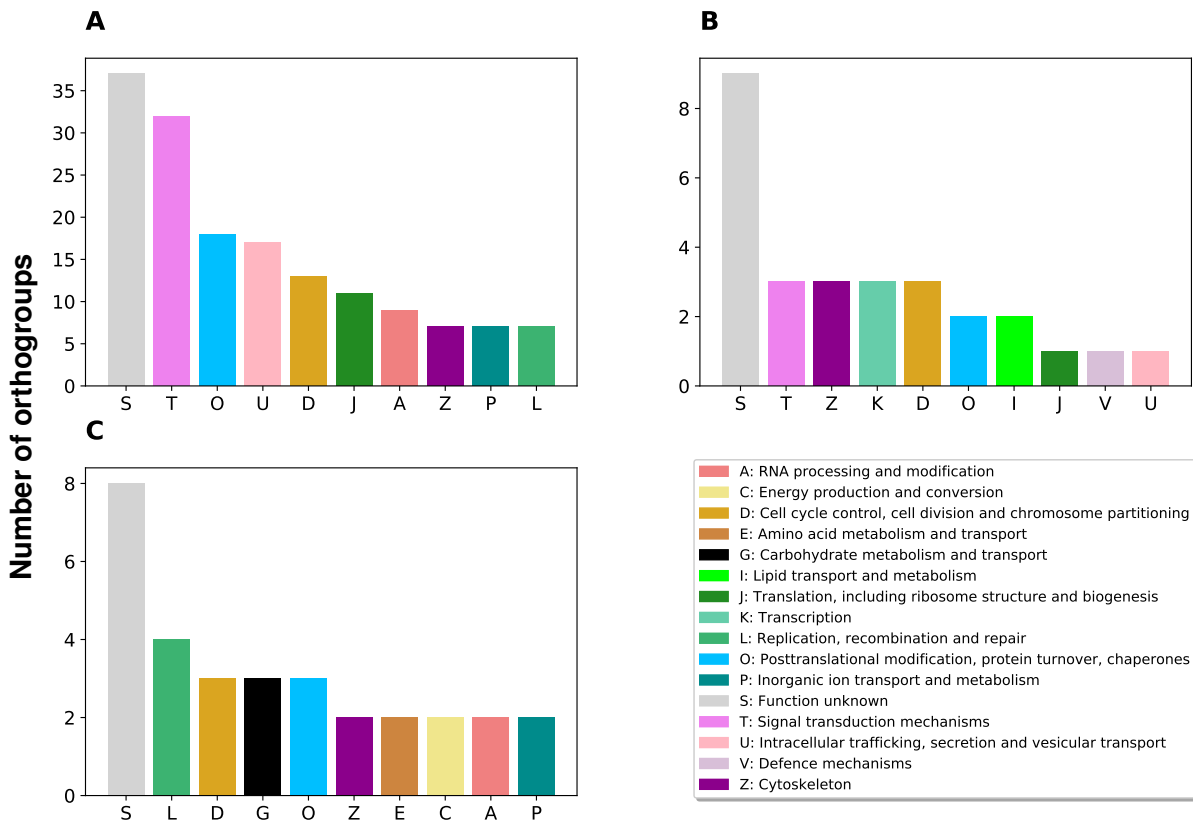 A
35
30
25
20
15
10
5
0
S T O U D J A Z P L
B
8
6
4
2
0
S T Z K D O I J V U
Number of orthogroups
C
8
6
4
2
0
S L D G O Z E C A P
A: RNA processing and modification
C: Energy production and conversion
D: Cell cycle control, cell division and chromosome partitioning
E: Amino acid metabolism and transport
G: Carbohydrate metabolism and transport
I: Lipid transport and metabolism
J: Translation, including ribosome structure and biogenesis
K: Transcription
L: Replication, recombination and repair
O: Posttranslational modification, protein turnover, chaperones
P: Inorganic ion transport and metabolism
S: Function unknown
T: Signal transduction mechanisms
U: Intracellular trafficking, secretion and vesicular transport
V: Defence mechanisms
Z: Cytoskeleton